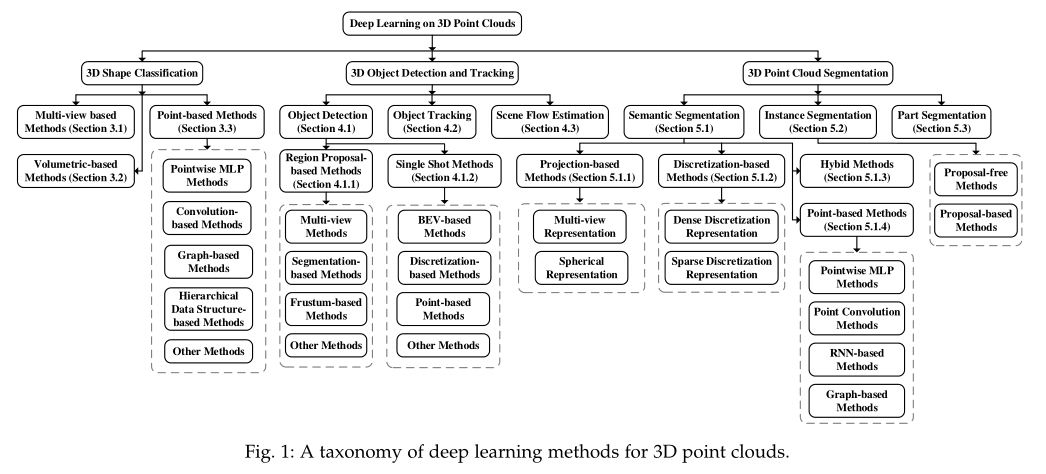 Deep Learning on 3D Point Clouds
3D Shape Classification
3D Object Detection and Tracking
3D Point Cloud Segmentation
Multi-view based
Methods (Section 3.1)
Point-based Methods
(Section 3.3)
Object Detection
(Section 4.1)
Object Tracking
(Section 4.2)
Scene Flow Estimation
(Section 4.3)
Semantic Segmentation
(Section 5.1)
Instance Segmentation
(Section 5.2)
Part Segmentation
(Section 5.3)
Volumetric-based
Methods (Section 3.2)
Pointwise MLP
Methods
Convolution-
based Methods
Graph-based
Methods
Hierarchical
Data Structure-
based Methods
Other Methods
Region Proposal-
based Methods
(Section 4.1.1)
Multi-view
Methods
Segmentation-
based Methods
Frustum-based
Methods
Other Methods
Single Shot Methods
(Section 4.1.2)
BEV-based
Methods
Discretization-
based Methods
Point-based
Methods
Other Methods
Projection-based
Methods (Section 5.1.1)
Multi-view
Representation
Spherical
Representation
Discretization-based
Methods (Section 5.1.2)
Dense Discretization
Representation
Sparse Discretization
Representation
Hybid Methods
(Section 5.1.3)
Point-based Methods
(Section 5.1.4)
Pointwise MLP
Methods
Point Convolution
Methods
RNN-based
Methods
Graph-based
Methods
Proposal-free
Methods
Proposal-based
Methods
Fig. 1: A taxonomy of deep learning methods for 3D point clouds.